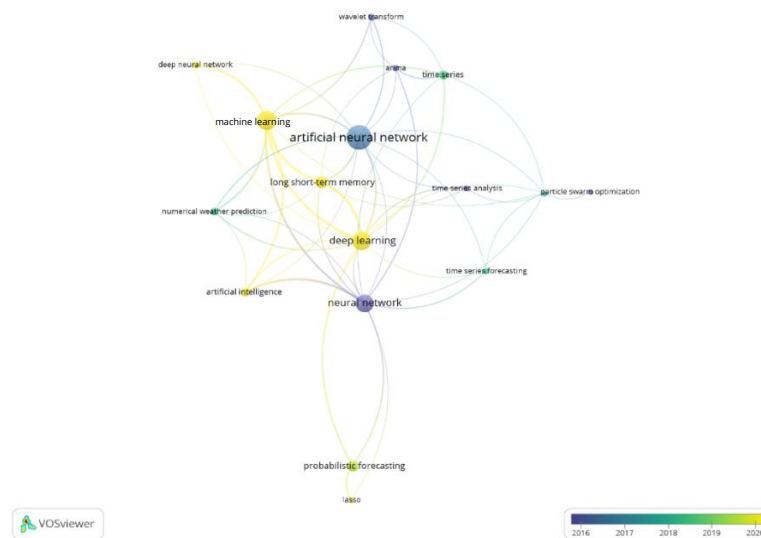 wavelet transform
deep neural network
arima
time series
machine learning
artificial neural network
long short-term memory
time series analysis
particle swarm optimization
numerical weather prediction
deep learning
time series forecasting
artificial intelligence
neural network
probabilistic forecasting
lasso
VOSviewer
2016 2017 2018 2019 2020